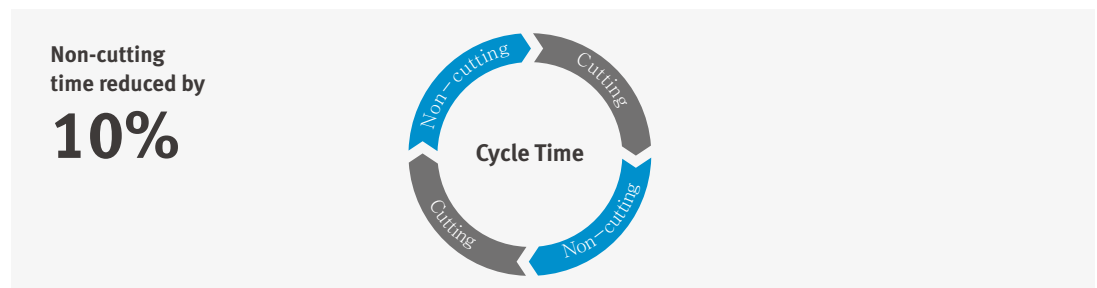 Non-cutting
time reduced by
10%
Non-cutting
Cutting
Cycle Time
Cutting
Non-cutting